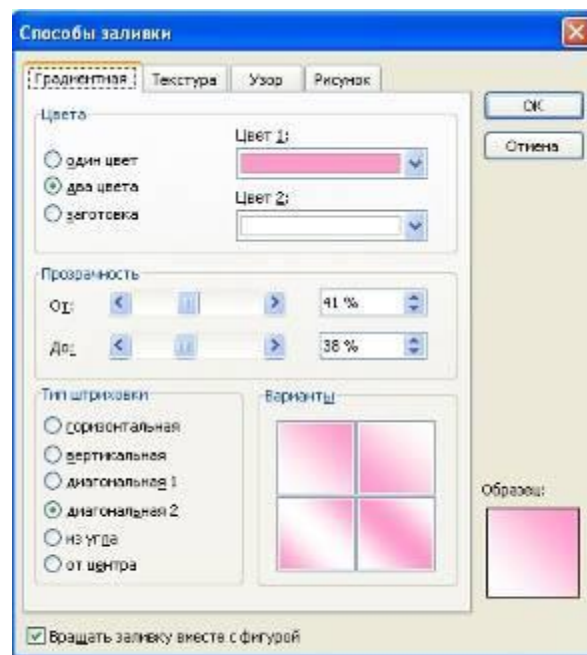 Способы заливки
Градиентная Текстура Узор Рисунок
Цвета
один цвет
два цвета
заготовка
Цвет 1:
Цвет 2:
ОК
Отмена
Прозрачность
От: 41 %
До: 38 %
Тип штриховки
горизонтальная
вертикальная
диагональная 1
диагональная 2
из угла
от центра
Варианты
Образец:
Вращать заливку вместе с фигурой